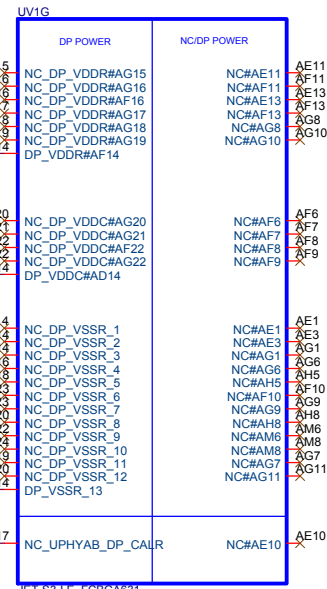 UV1G
DP POWER NC/DP POWER
NC_DP_VDDR#AG15 NC#AE11 AE11
NC_DP_VDDR#AG16 NC#AF11 AF11
NC_DP_VDDR#AF16 NC#AE13 AE13
NC_DP_VDDR#AG17 NC#AF13 AF13
NC_DP_VDDR#AG18 NC#AG8 AG8
NC_DP_VDDR#AG19 NC#AG10 AG10
DP_VDDR#AF14
NC_DP_VDDC#AG20 NC#AF6 AF6
NC_DP_VDDC#AG21 NC#AF7 AF7
NC_DP_VDDC#AF22 NC#AF8 AF8
NC_DP_VDDC#AG22 NC#AF9 AF9
DP_VDDC#AD14
NC_DP_VSSR_1 NC#AE1 AE1
NC_DP_VSSR_2 NC#AE3 AE3
NC_DP_VSSR_3 NC#AG1 AG1
NC_DP_VSSR_4 NC#AG6 AG6
NC_DP_VSSR_5 NC#AH5 AH5
NC_DP_VSSR_6 NC#AF10 AF10
NC_DP_VSSR_7 NC#AG9 AG9
NC_DP_VSSR_8 NC#AH8 AH8
NC_DP_VSSR_9 NC#AM6 AM6
NC_DP_VSSR_10 NC#AM8 AM8
NC_DP_VSSR_11 NC#AG7 AG7
NC_DP_VSSR_12 NC#AG11 AG11
DP_VSSR_13
NC_UPHYAB_DP_CALR NC#AE10 AE10